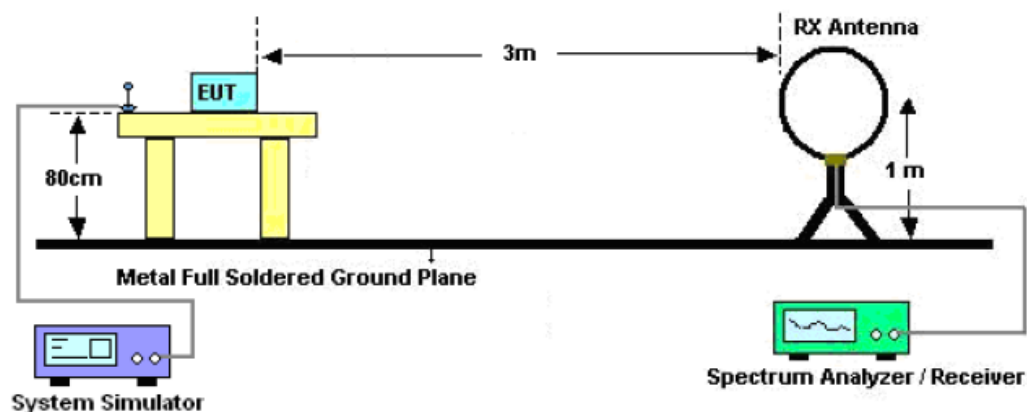 RX Antenna
3m
EUT
80cm
1 m
Metal Full Soldered Ground Plane
System Simulator
Spectrum Analyzer / Receiver